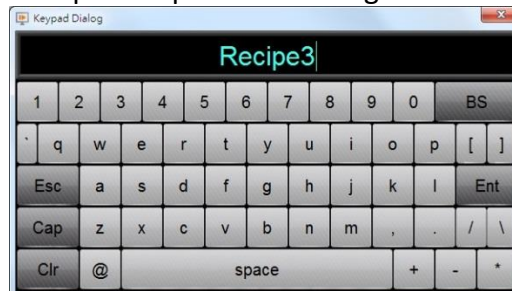 Keypad Dialog
Recipe3
1 2 3 4 5 6 7 8 9 0 BS
` q w e r t y u i o p [ ]
Esc a s d f g h j k l Ent
Cap z x c v b n m , . / \
Clr @ space + - *